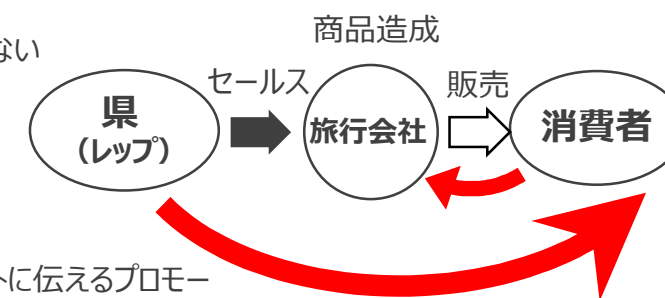 商品造成
ない
セールス
販売
県
（レップ）
旅行会社
消費者
トに伝えるプロモー